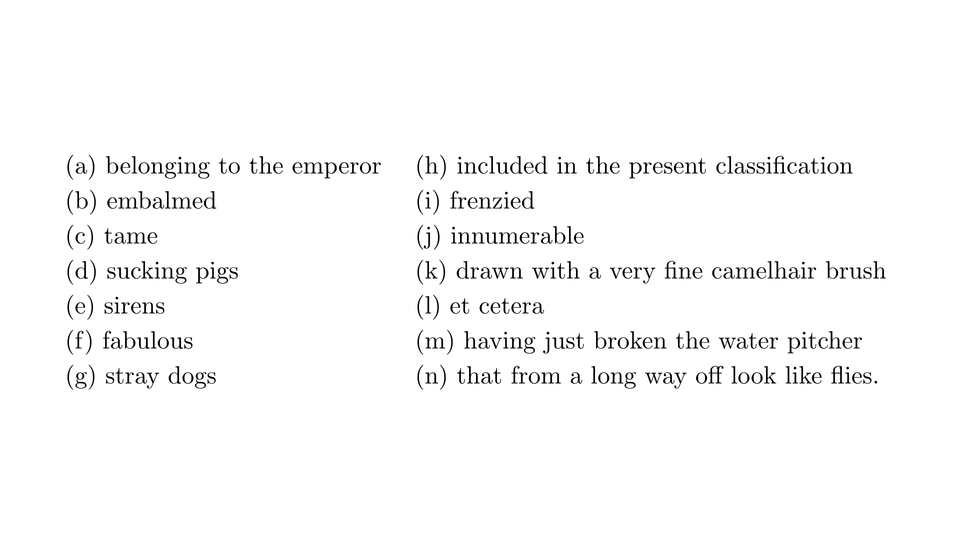 (a) belonging to the emperor
(b) embalmed
(c) tame
(d) sucking pigs
(e) sirens
(f) fabulous
(g) stray dogs
(h) included in the present classification
(i) frenzied
(j) innumerable
(k) drawn with a very fine camelhair brush
(l) et cetera
(m) having just broken the water pitcher
(n) that from a long way off look like flies.